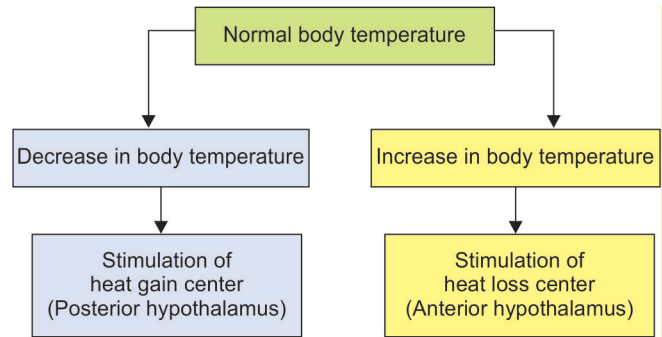 Normal body temperature
Decrease in body temperature
Increase in body temperature
Stimulation of
heat gain center
(Posterior hypothalamus)
Stimulation of
heat loss center
(Anterior hypothalamus)